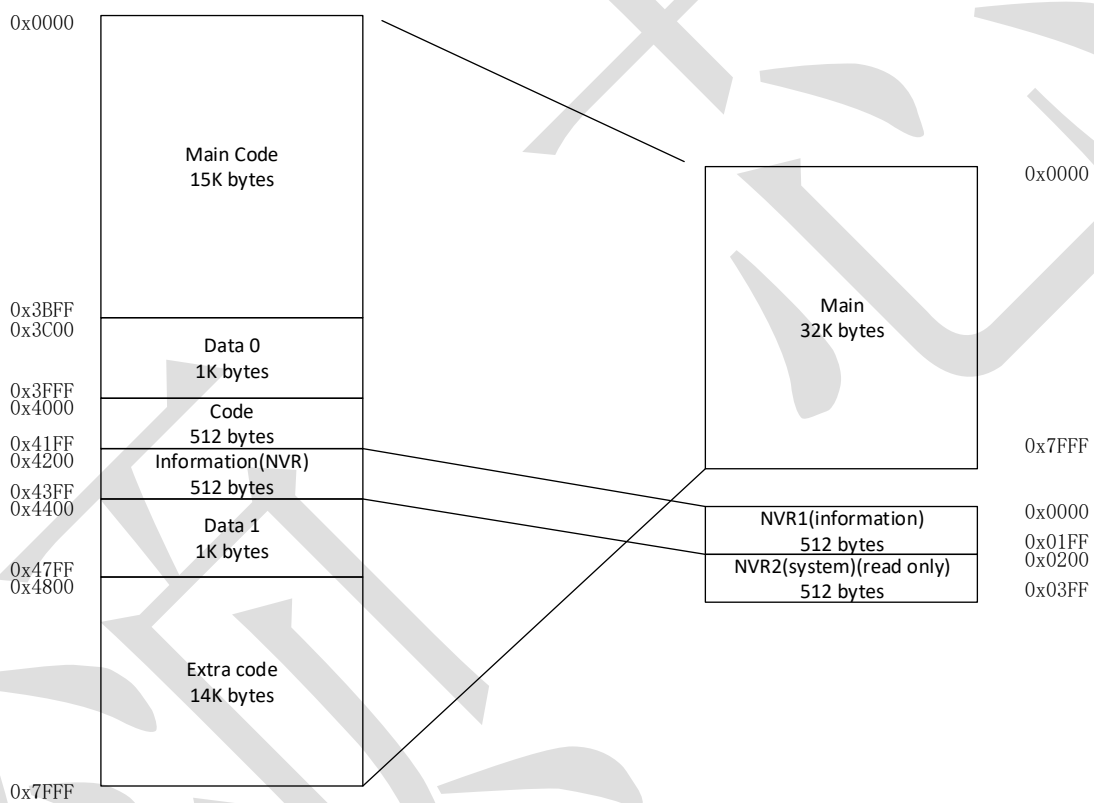 0x0000
Main Code
15K bytes
0x3BFF
0x3C00
Data 0
1K bytes
0x3FFF
0x4000
Code
512 bytes
0x41FF
0x4200
Information(NVR)
512 bytes
0x43FF
0x4400
Data 1
1K bytes
0x47FF
0x4800
Extra code
14K bytes
0x7FFF
0x0000
Main
32K bytes
0x7FFF
NVR1(information)
512 bytes
0x0000
0x01FF
NVR2(system)(read only)
512 bytes
0x0200
0x03FF